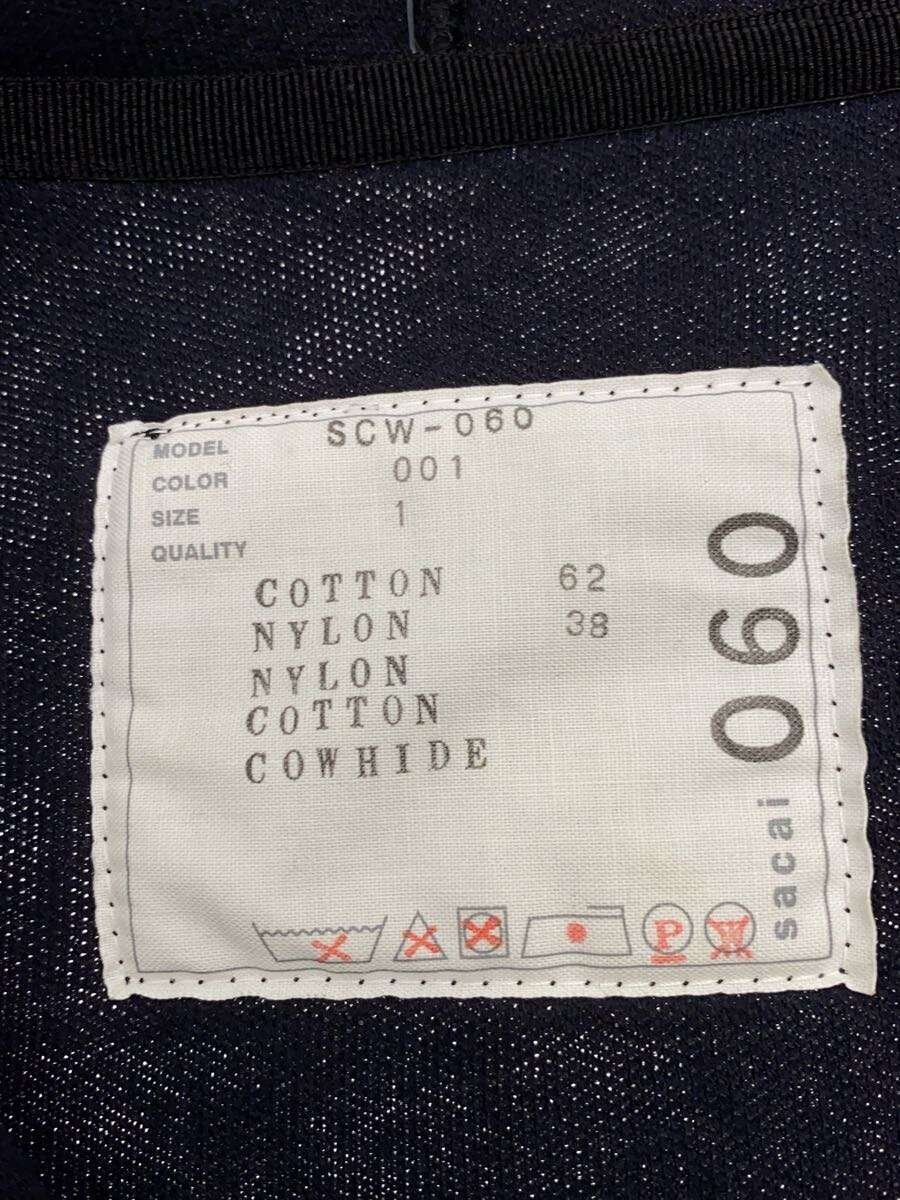 MODEL SCW-060
COLOR 001
SIZE 1
QUALITY
COTTON 62
NYLON 38
NYLON
COTTON
COWHIDE
P
W
sacai 060